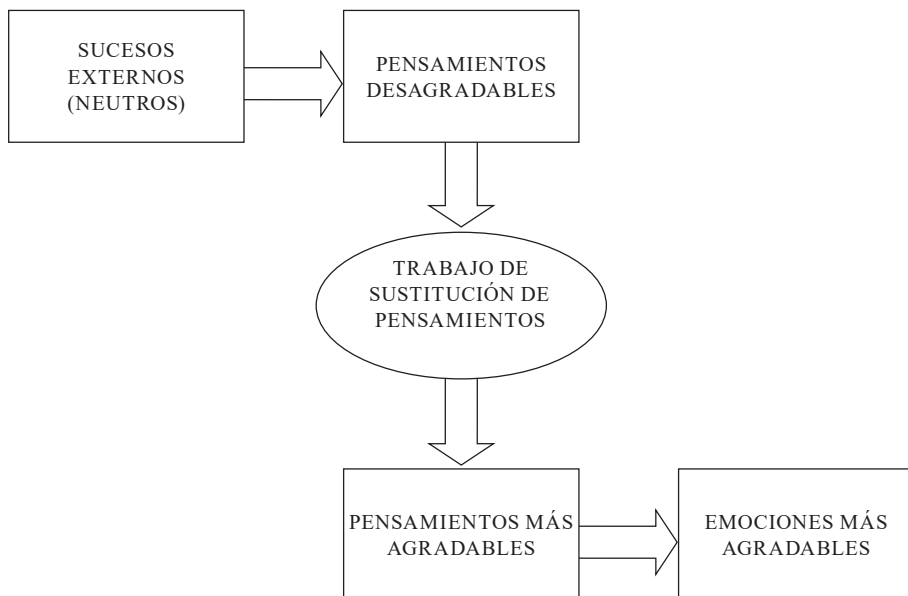 SUCESOS
EXTERNOS
(NEUTROS)
PENSAMIENTOS
DESAGRADABLES
TRABAJO DE
SUSTITUCIÓN DE
PENSAMIENTOS
PENSAMIENTOS MÁS
AGRADABLES
EMOCIONES MÁS
AGRADABLES